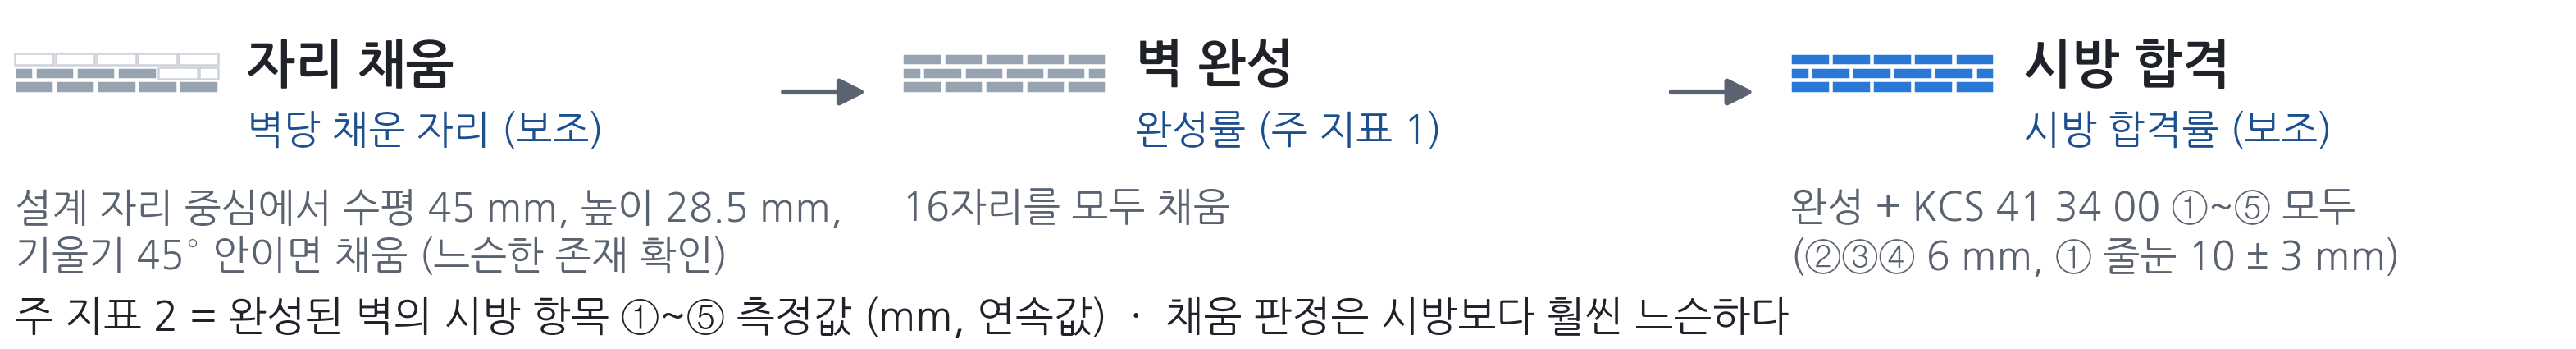 자리 채움
벽당 채운 자리 (보조)
설계 자리 중심에서 수평 45 mm, 높이 28.5 mm,
기울기 45° 안이면 채움 (느슨한 존재 확인)
벽 완성
완성률 (주 지표 1)
16자리를 모두 채움
시방 합격
시방 합격률 (보조)
완성 + KCS 41 34 00 ①~⑤ 모두
(②③④ 6 mm, ① 줄눈 10 ± 3 mm)
주 지표 2 = 완성된 벽의 시방 항목 ①~⑤ 측정값 (mm, 연속값) · 채움 판정은 시방보다 훨씬 느슨하다